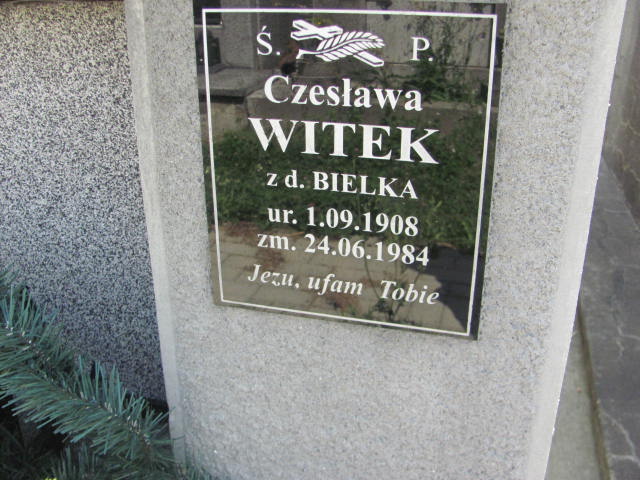 Ś. P.
Czesława
WITEK
z d. BIELKA
ur. 1.09.1908
zm. 24.06.1984
Jezu, ufam Tobie